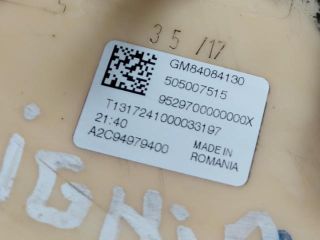 35/17
GM84084130
505007515
9529700000000X
T1317241000033197
21:40
A2C94979400
MADE IN
ROMANIA